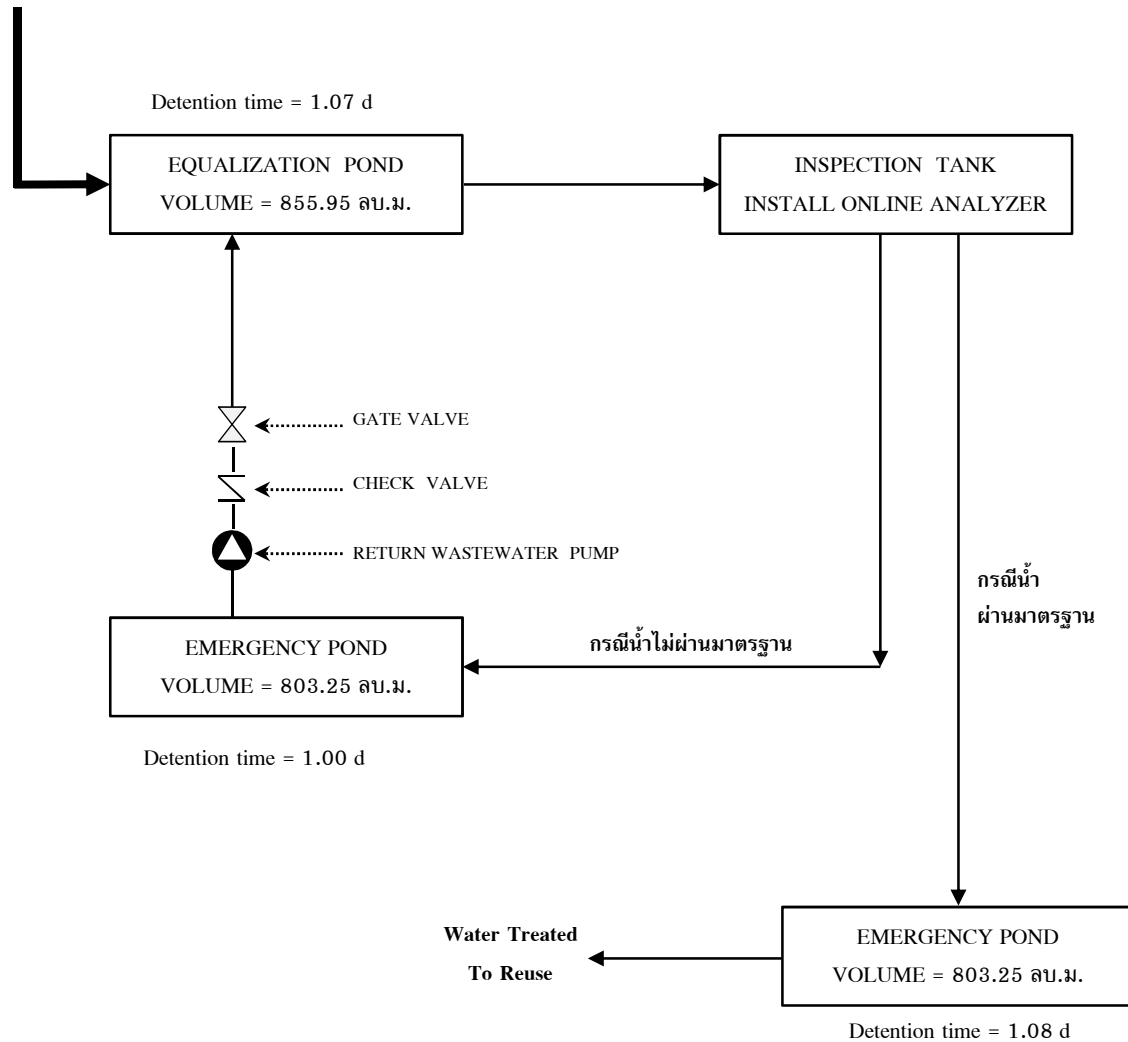 Detention time = 1.07 d
EQUALIZATION POND
VOLUME = 855.95 ลบ.ม.
INSPECTION TANK
INSTALL ONLINE ANALYZER
GATE VALVE
CHECK VALVE
RETURN WASTEWATER PUMP
กรณีน้ำ
ผ่านมาตรฐาน
EMERGENCY POND
VOLUME = 803.25 ลบ.ม.
กรณีน้ำไม่ผ่านมาตรฐาน
Detention time = 1.00 d
Water Treated
To Reuse
EMERGENCY POND
VOLUME = 803.25 ลบ.ม.
Detention time = 1.08 d